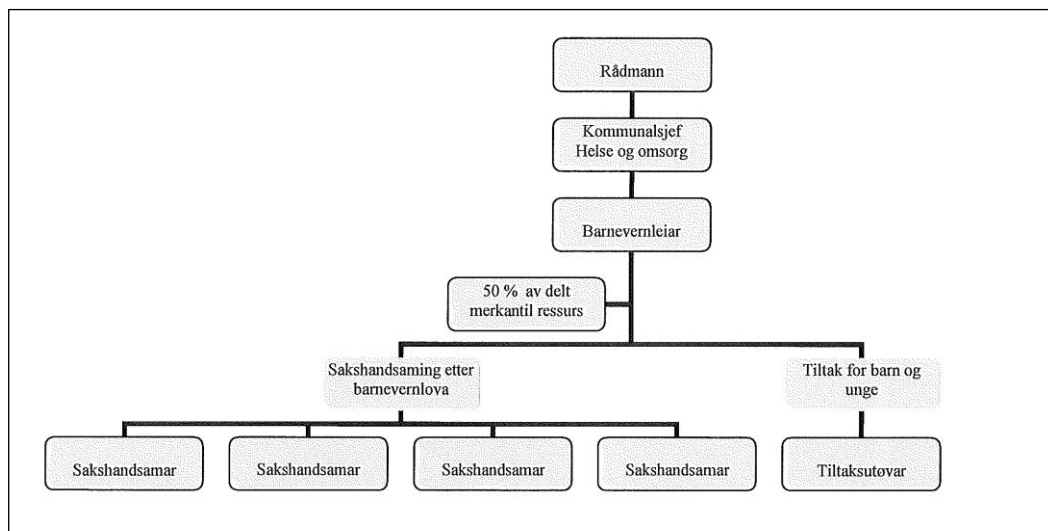 Rådmann
Kommunalsjef
Helse og omsorg
Barnevernleiar
50 % av delt
merkantil ressurs
Sakshandsaming etter
barnevernlova
Tiltak for barn og
unge
Sakshandsamar
Sakshandsamar
Sakshandsamar
Sakshandsamar
Tiltaksutøvar